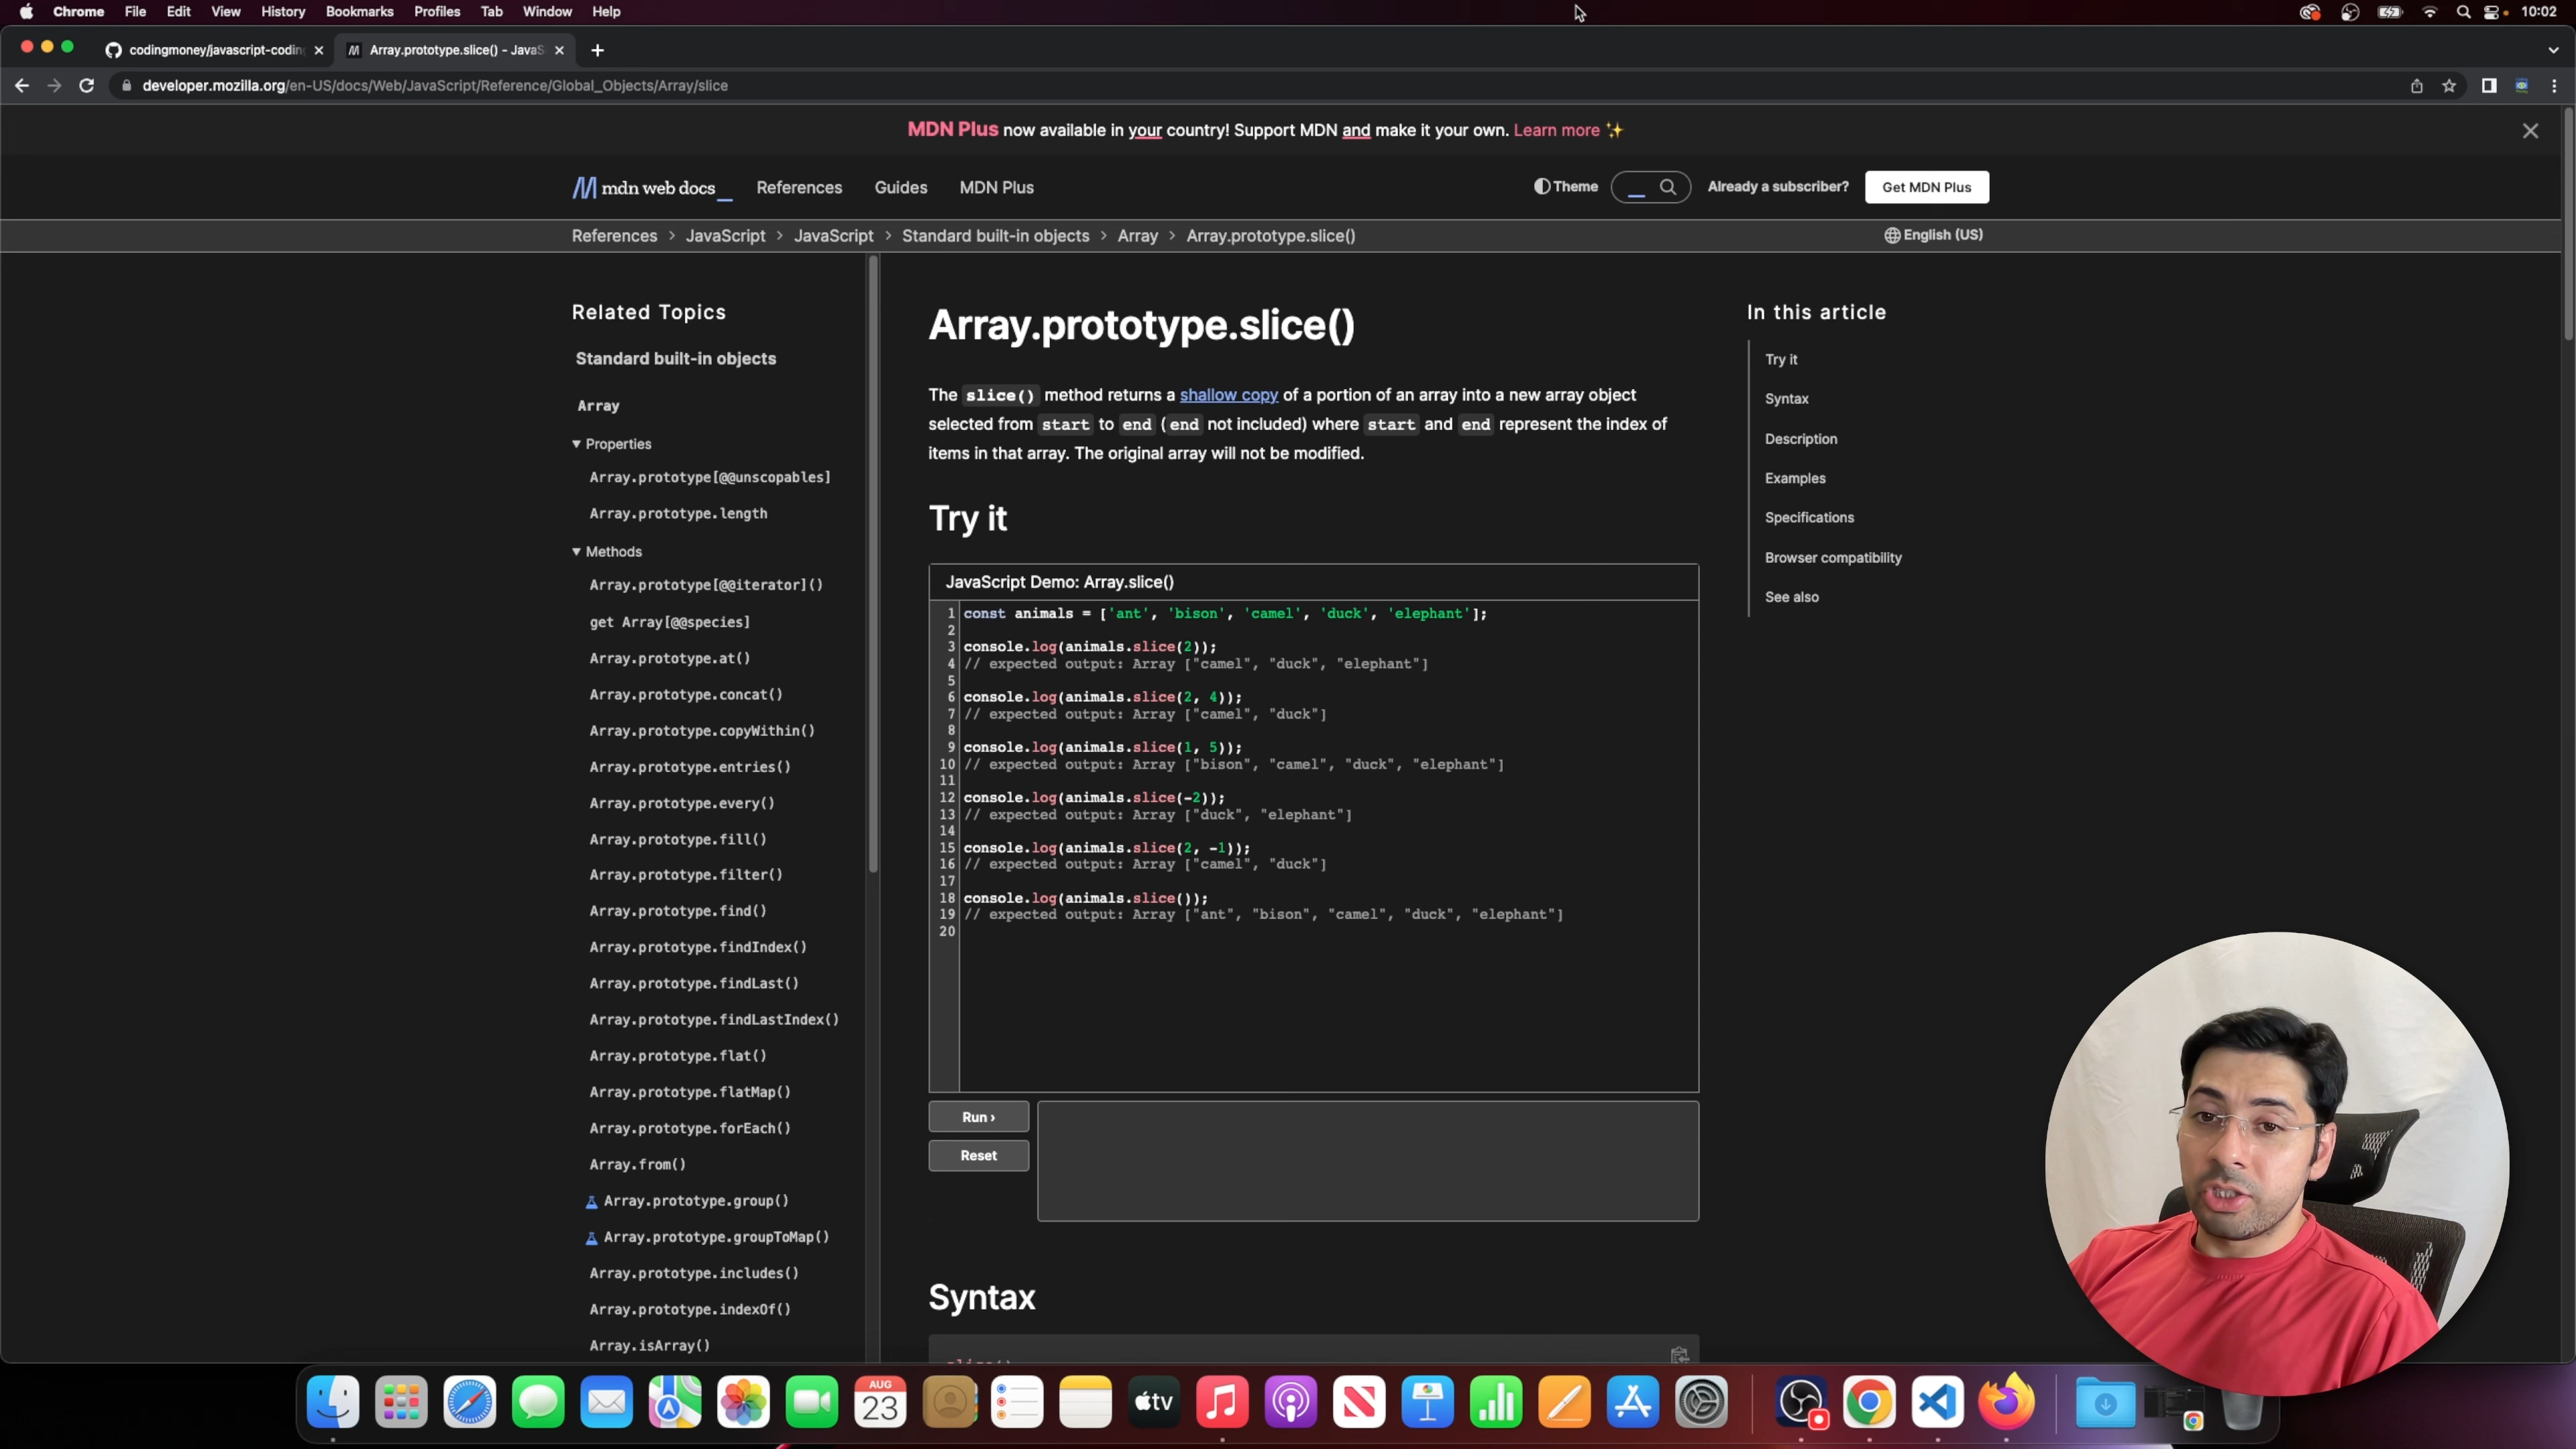 Chrome File Edit View History Bookmarks Profiles Tab Window Help 10:02
codingmoney/javascript-codin
Array.prototype.slice() - JavaS
developer.mozilla.org/en-US/docs/Web/JavaScript/Reference/Global_Objects/Array/slice
MDN Plus now available in your country! Support MDN and make it your own. Learn more ✨
mdn web docs_ References Guides MDN Plus Theme Already a subscriber? Get MDN Plus
References > JavaScript > JavaScript > Standard built-in objects > Array > Array.prototype.slice() English (US)
Related Topics
Standard built-in objects
Array
▼ Properties
Array.prototype[@@unscopables]
Array.prototype.length
▼ Methods
Array.prototype[@@iterator]()
get Array[@@species]
Array.prototype.at()
Array.prototype.concat()
Array.prototype.copyWithin()
Array.prototype.entries()
Array.prototype.every()
Array.prototype.fill()
Array.prototype.filter()
Array.prototype.find()
Array.prototype.findIndex()
Array.prototype.findLast()
Array.prototype.findLastIndex()
Array.prototype.flat()
Array.prototype.flatMap()
Array.prototype.forEach()
Array.from()
Array.prototype.group()
Array.prototype.groupToMap()
Array.prototype.includes()
Array.prototype.indexOf()
Array.isArray()
Array.prototype.slice()
The slice() method returns a shallow copy of a portion of an array into a new array object
selected from start to end (end not included) where start and end represent the index of
items in that array. The original array will not be modified.
Try it
JavaScript Demo: Array.slice()
1 const animals = ['ant', 'bison', 'camel', 'duck', 'elephant'];
2
3 console.log(animals.slice(2));
4 // expected output: Array ["camel", "duck", "elephant"]
5
6 console.log(animals.slice(2, 4));
7 // expected output: Array ["camel", "duck"]
8
9 console.log(animals.slice(1, 5));
10 // expected output: Array ["bison", "camel", "duck", "elephant"]
11
12 console.log(animals.slice(-2));
13 // expected output: Array ["duck", "elephant"]
14
15 console.log(animals.slice(2, -1));
16 // expected output: Array ["camel", "duck"]
17
18 console.log(animals.slice());
19 // expected output: Array ["ant", "bison", "camel", "duck", "elephant"]
20
Run ›
Reset
Syntax
In this article
Try it
Syntax
Description
Examples
Specifications
Browser compatibility
See also
AUG
23
tv